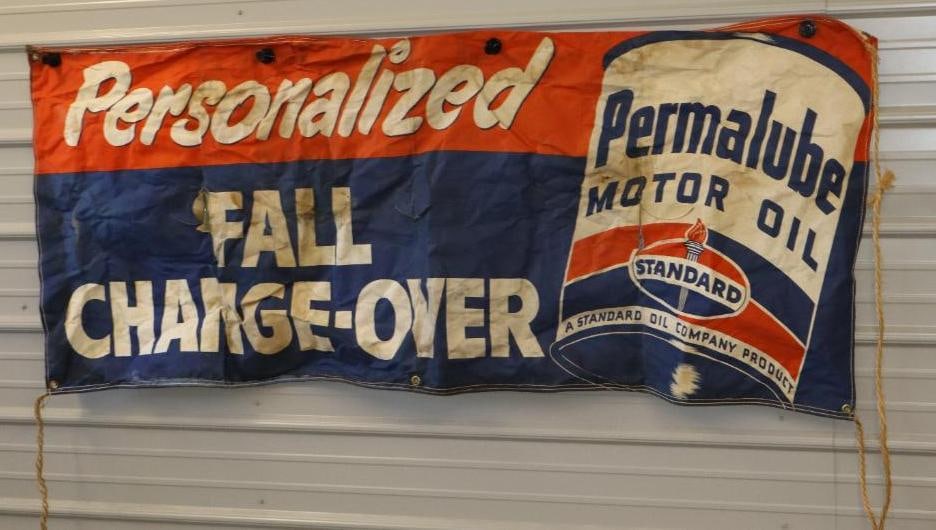 Personalized
FALL
CHANGE-OVER
Permalube
MOTOR OIL
STANDARD
A STANDARD OIL COMPANY PRODUCT